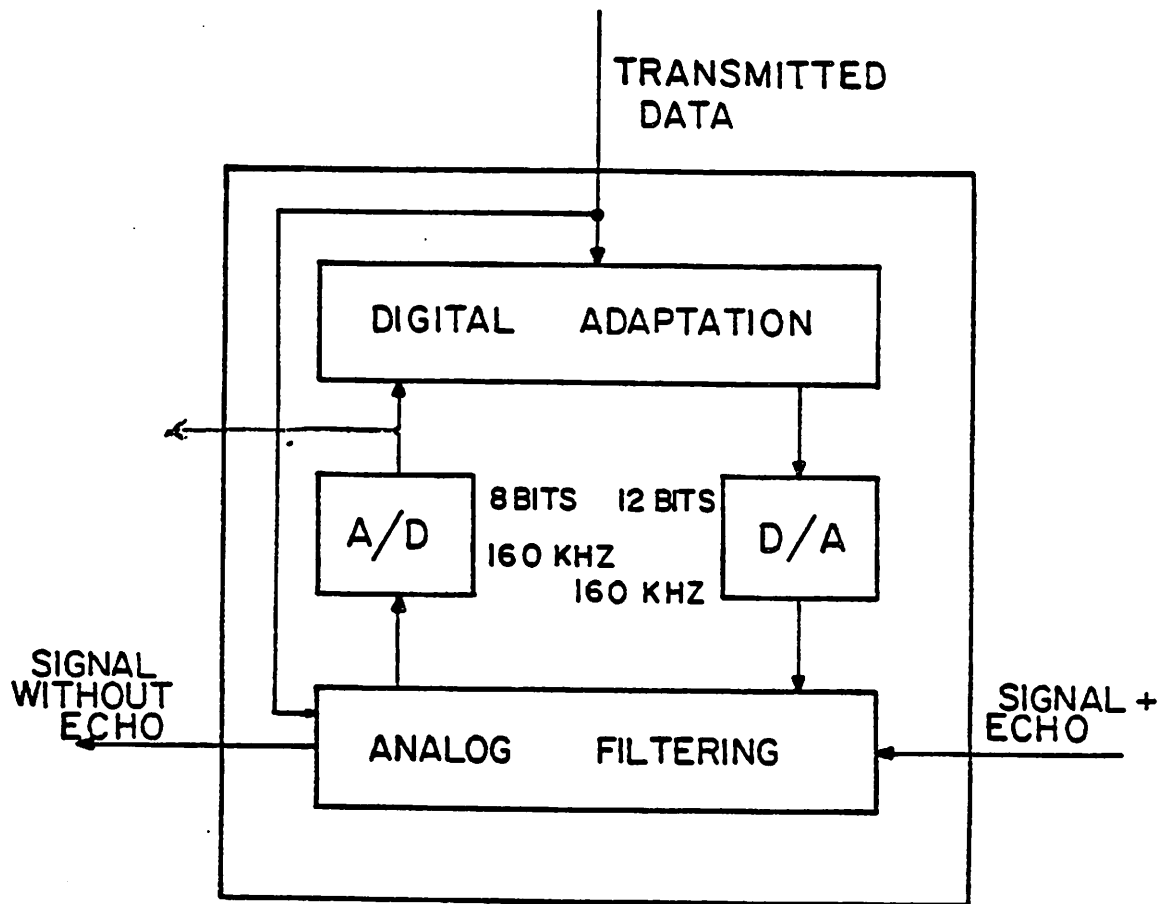 TRANSMITTED
DATA
DIGITAL ADAPTATION
A/D
8 BITS
160 KHZ
12 BITS
160 KHZ
D/A
SIGNAL
WITHOUT
ECHO
ANALOG FILTERING
SIGNAL +
ECHO